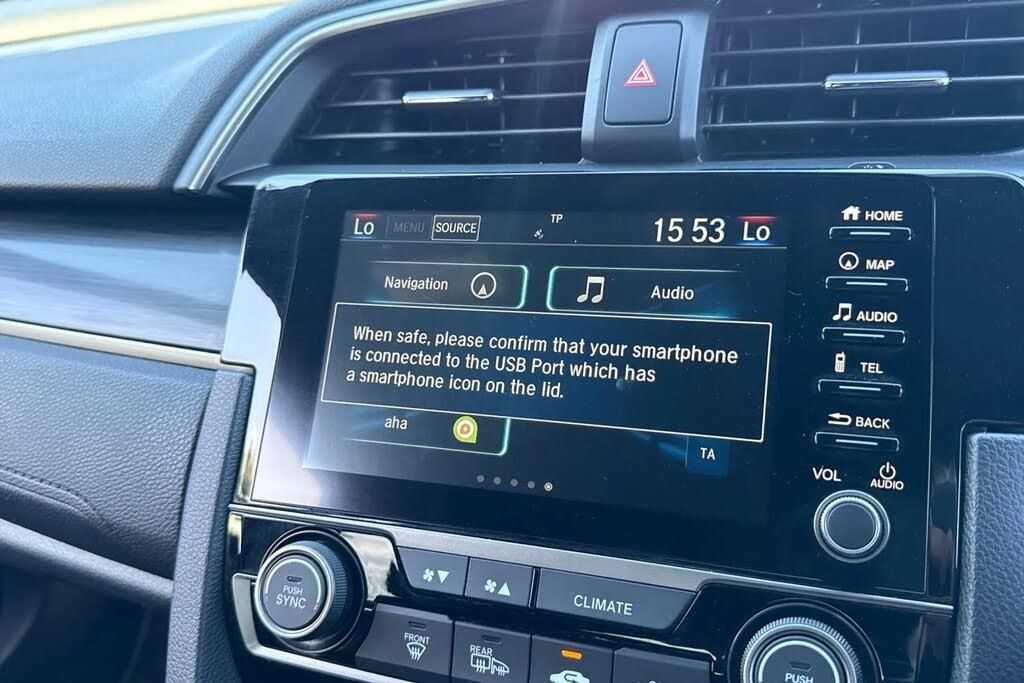 Lo MENU SOURCE TP 15 53 Lo
HOME
Navigation
Audio
MAP
When safe, please confirm that your smartphone
is connected to the USB Port which has
a smartphone icon on the lid.
AUDIO
TEL
aha
TA
BACK
VOL
AUDIO
PUSH
SYNC
CLIMATE
FRONT
REAR
PUSH